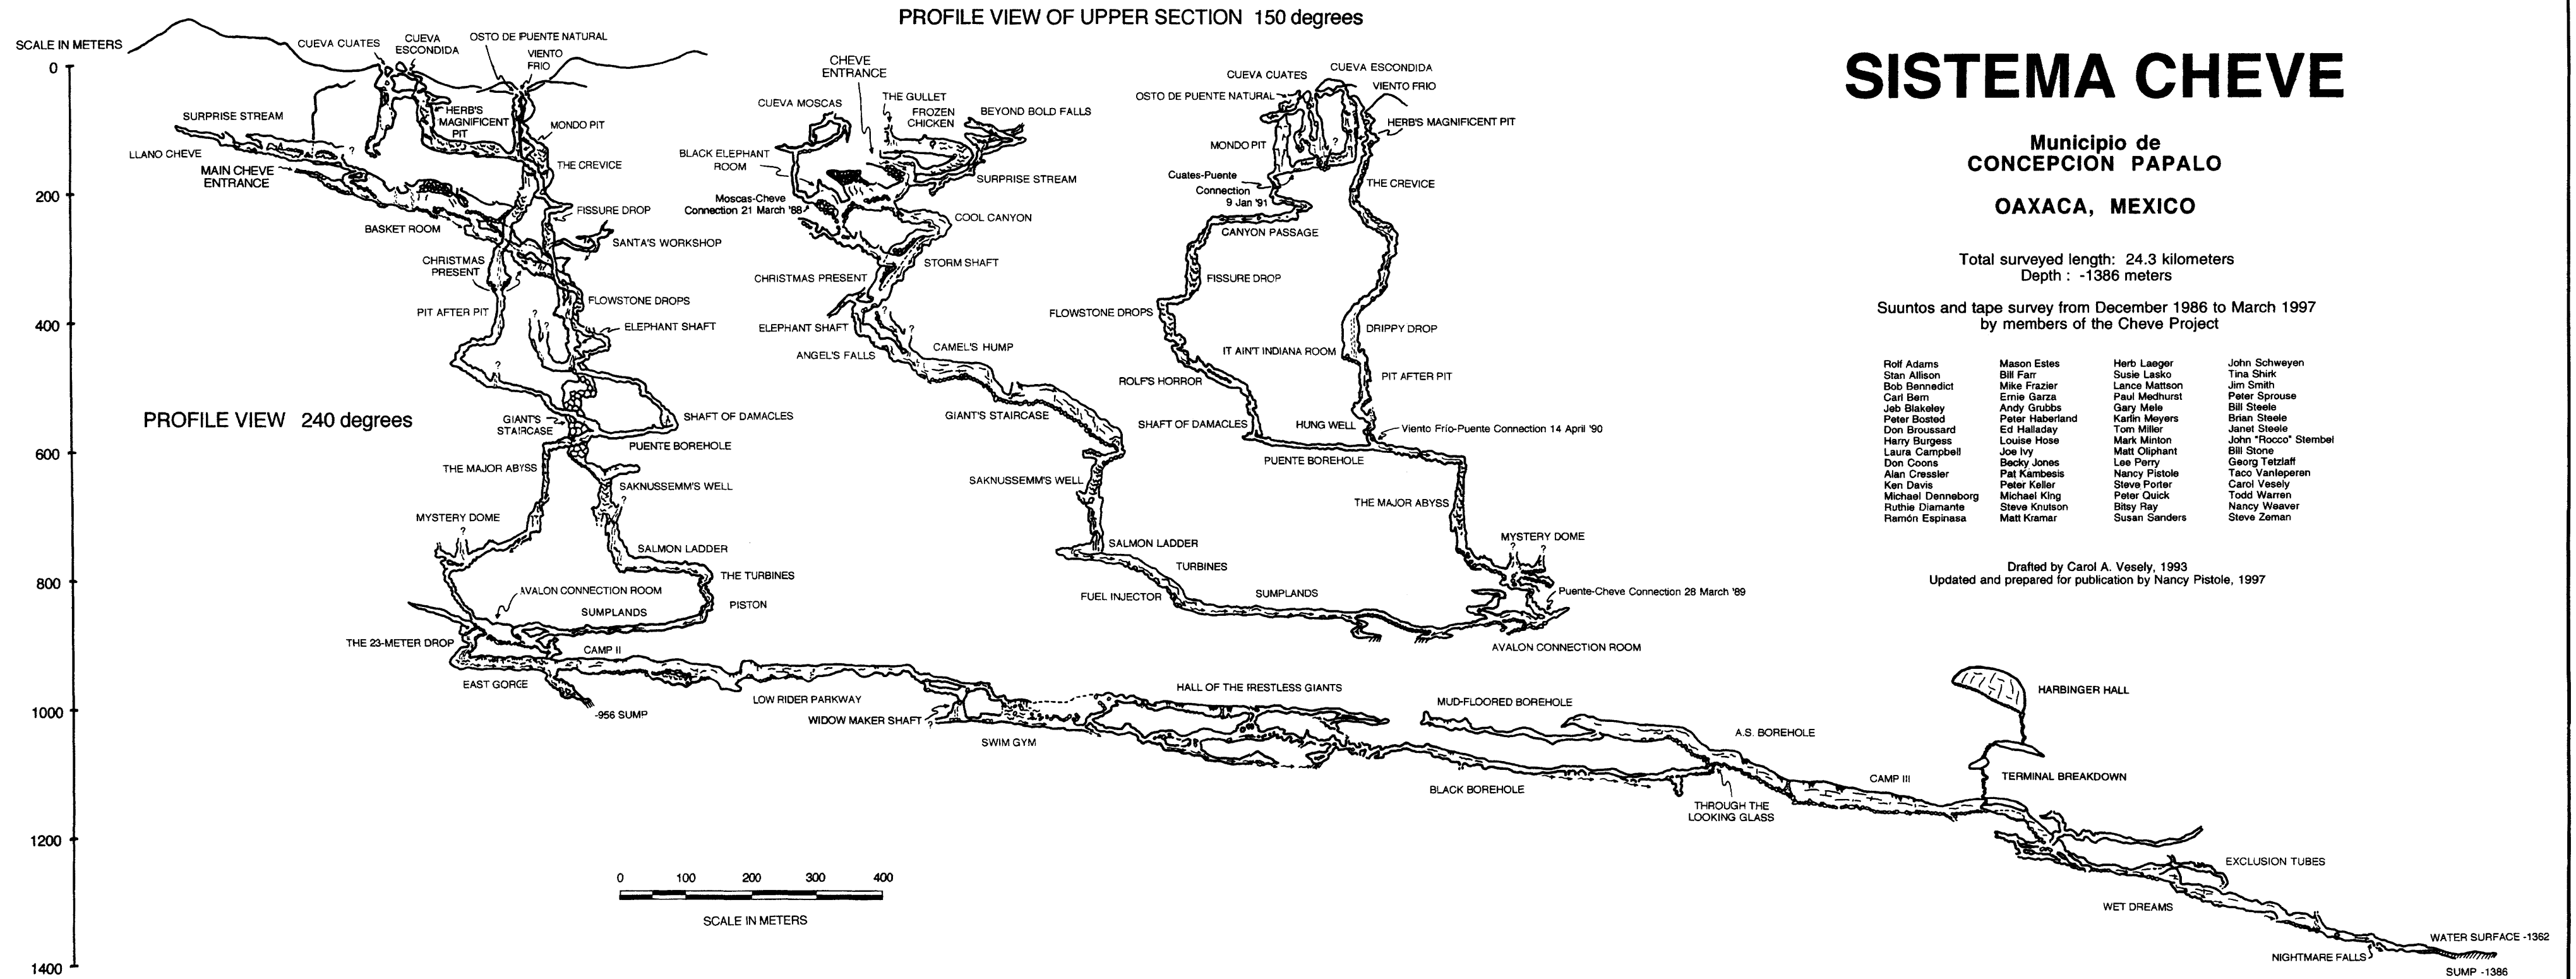 PROFILE VIEW OF UPPER SECTION 150 degrees
SCALE IN METERS
0
200
400
600
800
1000
1200
1400
CUEVA CUATES
CUEVA
ESCONDIDA
OSTO DE PUENTE NATURAL
VIENTO
FRIO
SURPRISE STREAM
HERB'S
MAGNIFICENT
PIT
MONDO PIT
LLANO CHEVE
?
THE CREVICE
MAIN CHEVE
ENTRANCE
FISSURE DROP
BASKET ROOM
SANTA'S WORKSHOP
CHRISTMAS
PRESENT
FLOWSTONE DROPS
PIT AFTER PIT
?
?
ELEPHANT SHAFT
?
PROFILE VIEW 240 degrees
GIANT'S
STAIRCASE
SHAFT OF DAMACLES
PUENTE BOREHOLE
THE MAJOR ABYSS
SAKNUSSEMM'S WELL
?
MYSTERY DOME
?
?
SALMON LADDER
THE TURBINES
AVALON CONNECTION ROOM
PISTON
SUMPLANDS
THE 23-METER DROP
CAMP II
EAST GORGE
-956 SUMP
CHEVE
ENTRANCE
CUEVA MOSCAS
THE GULLET
FROZEN
CHICKEN
BEYOND BOLD FALLS
BLACK ELEPHANT
ROOM
SURPRISE STREAM
Moscas-Cheve
Connection 21 March '88
COOL CANYON
STORM SHAFT
CHRISTMAS PRESENT
ELEPHANT SHAFT
?
?
ANGEL'S FALLS
CAMEL'S HUMP
GIANT'S STAIRCASE
SAKNUSSEMM'S WELL
SALMON LADDER
TURBINES
FUEL INJECTOR
SUMPLANDS
CUEVA CUATES
CUEVA ESCONDIDA
OSTO DE PUENTE NATURAL
VIENTO FRIO
HERB'S MAGNIFICENT PIT
MONDO PIT
?
Cuates-Puente
Connection
9 Jan '91
THE CREVICE
CANYON PASSAGE
FISSURE DROP
FLOWSTONE DROPS
DRIPPY DROP
IT AIN'T INDIANA ROOM
ROLF'S HORROR
PIT AFTER PIT
SHAFT OF DAMACLES
HUNG WELL
Viento Frío-Puente Connection 14 April '90
PUENTE BOREHOLE
THE MAJOR ABYSS
MYSTERY DOME
?
?
Puente-Cheve Connection 28 March '89
AVALON CONNECTION ROOM
LOW RIDER PARKWAY
WIDOW MAKER SHAFT
?
SWIM GYM
HALL OF THE RESTLESS GIANTS
MUD-FLOORED BOREHOLE
BLACK BOREHOLE
A.S. BOREHOLE
THROUGH THE
LOOKING GLASS
CAMP III
HARBINGER HALL
TERMINAL BREAKDOWN
EXCLUSION TUBES
WET DREAMS
NIGHTMARE FALLS
WATER SURFACE -1362
SUMP -1386
0 100 200 300 400
SCALE IN METERS
SISTEMA CHEVE
Municipio de
CONCEPCION PAPALO
OAXACA, MEXICO
Total surveyed length: 24.3 kilometers
Depth : -1386 meters
Suuntos and tape survey from December 1986 to March 1997
by members of the Cheve Project
Rolf Adams Mason Estes Herb Laeger John Schweyen
Stan Allison Bill Farr Susie Lasko Tina Shirk
Bob Bennedict Mike Frazier Lance Mattson Jim Smith
Carl Bern Ernie Garza Paul Medhurst Peter Sprouse
Jeb Blakeley Andy Grubbs Gary Mele Bill Steele
Peter Bosted Peter Haberland Karlin Meyers Brian Steele
Don Broussard Ed Halladay Tom Miller Janet Steele
Harry Burgess Louise Hose Mark Minton John "Rocco" Stembel
Laura Campbell Joe Ivy Matt Oliphant Bill Stone
Don Coons Becky Jones Lee Perry Georg Tetzlaff
Alan Cressler Pat Kambesis Nancy Pistole Taco Vanleperen
Ken Davis Peter Keller Steve Porter Carol Vesely
Michael Denneborg Michael King Peter Quick Todd Warren
Ruthie Diamante Steve Knutson Bitsy Ray Nancy Weaver
Ramón Espinasa Matt Kramar Susan Sanders Steve Zeman
Drafted by Carol A. Vesely, 1993
Updated and prepared for publication by Nancy Pistole, 1997